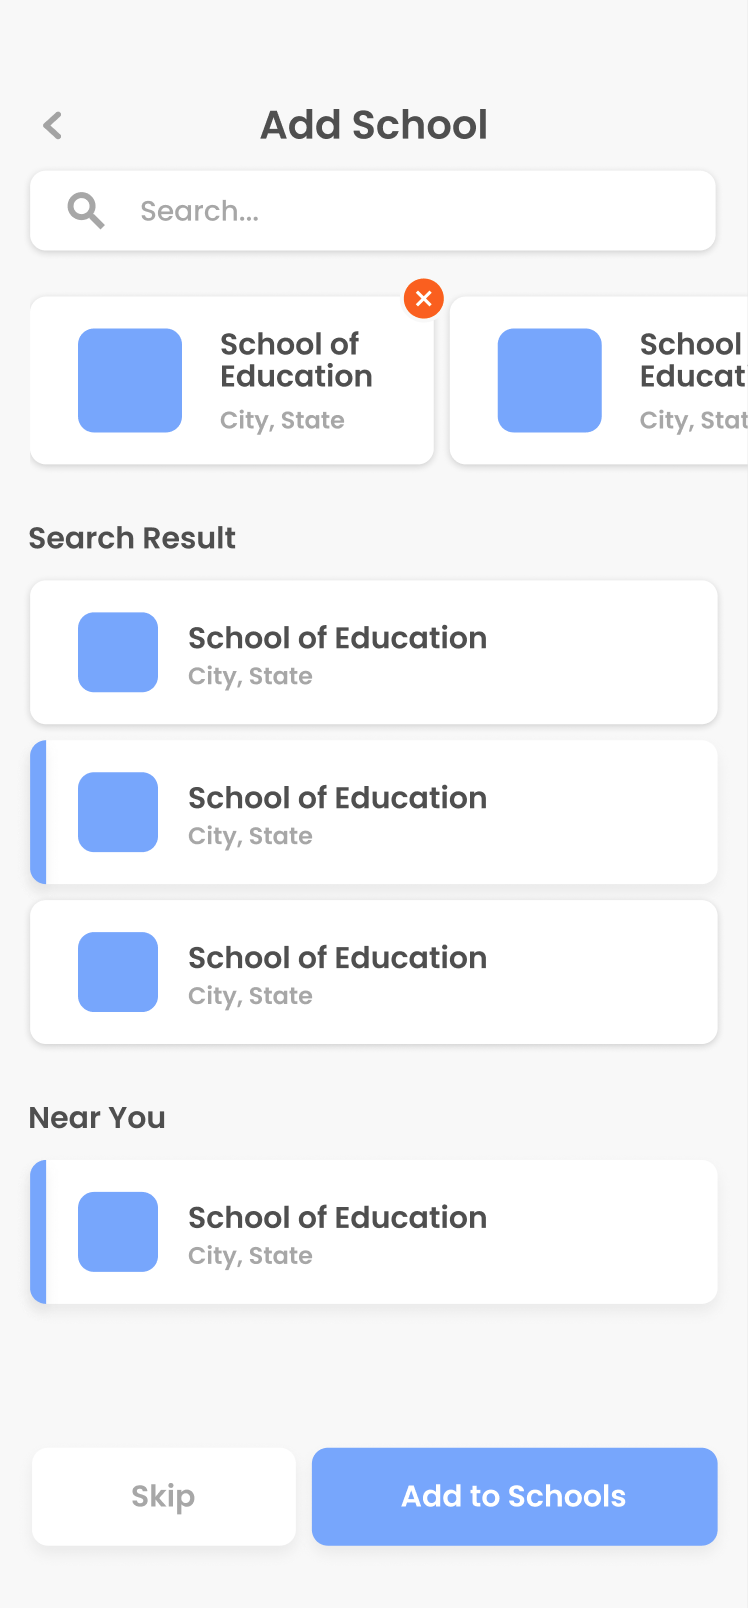 Add School
Search...
School of
Education
City, State
School
Educat
City, Stat
Search Result
School of Education
City, State
School of Education
City, State
School of Education
City, State
Near You
School of Education
City, State
Skip
Add to Schools